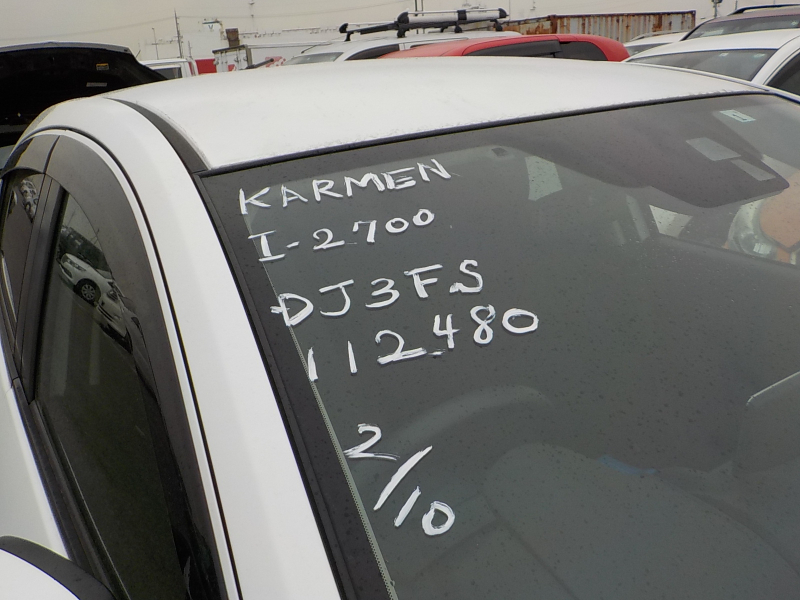 KARMEN
I-2700
DJ3FS
112480
2/10